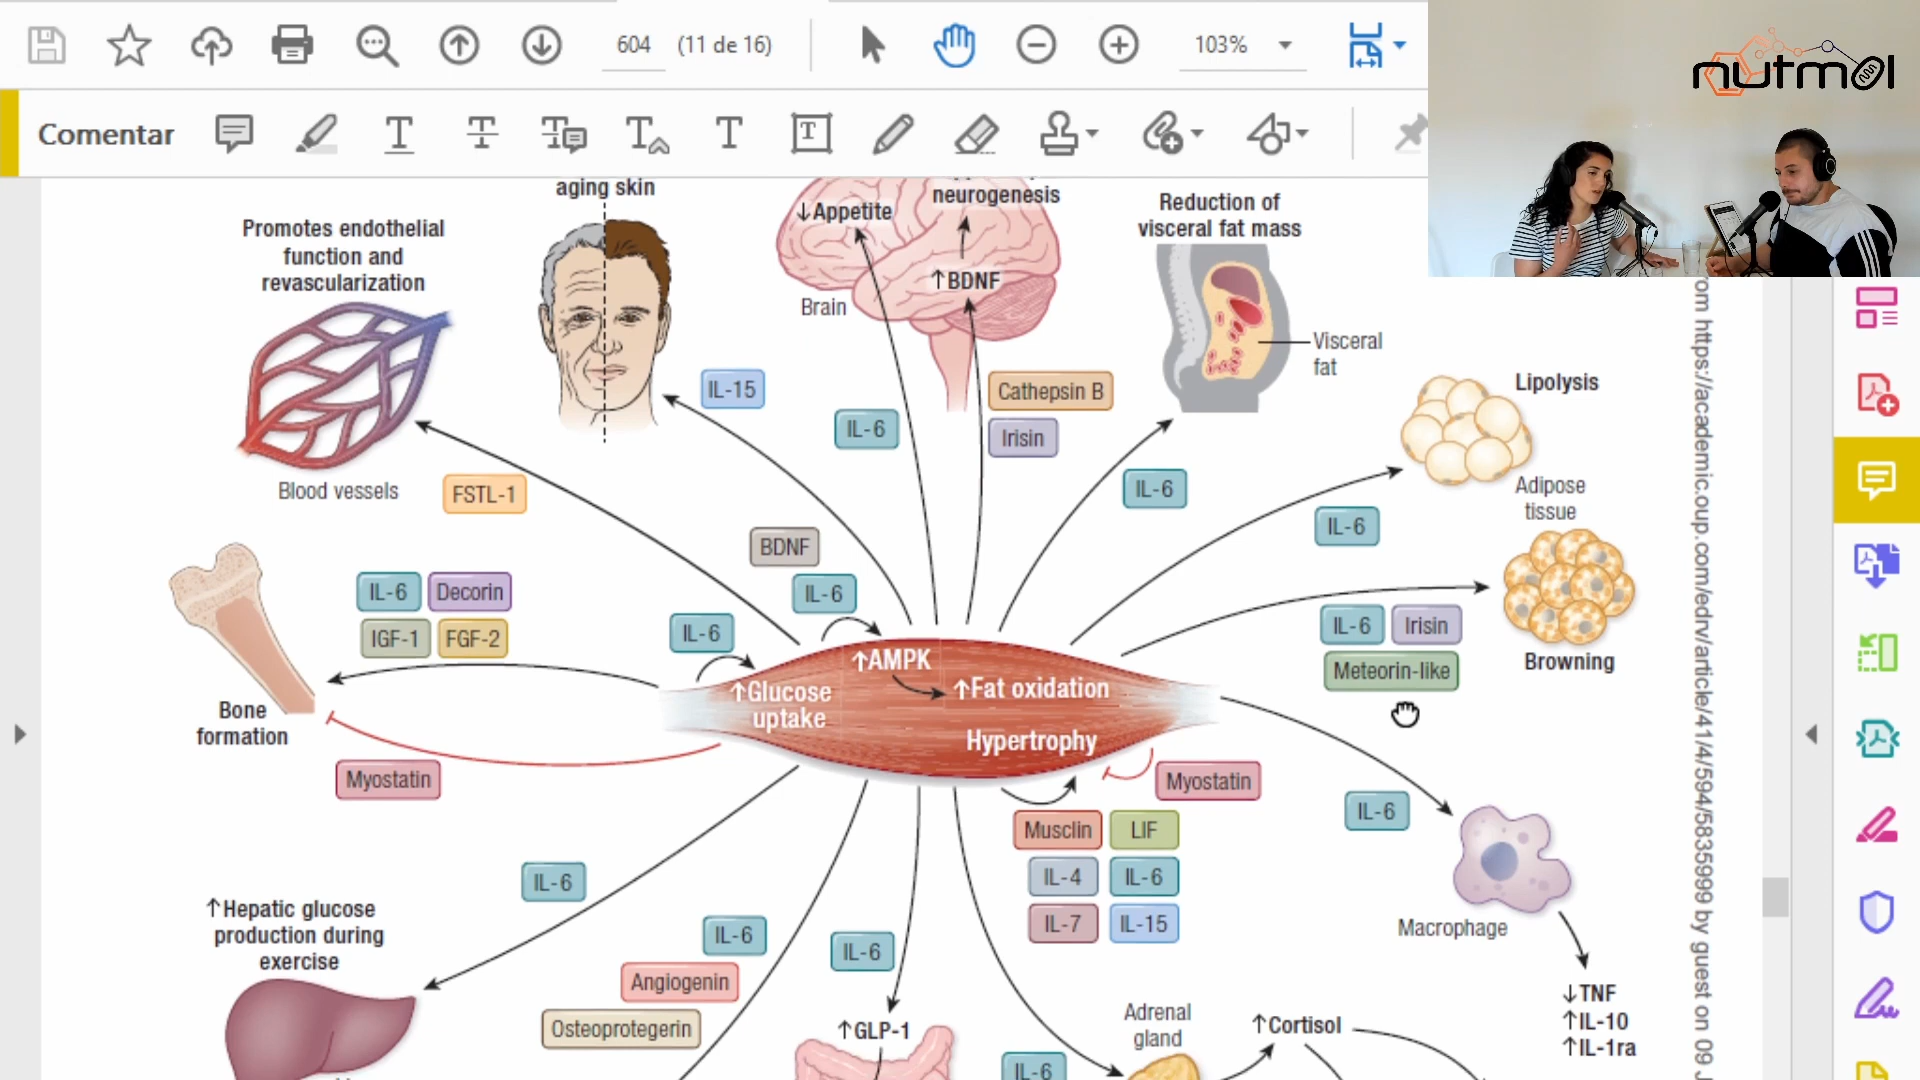 604
(11 de 16)
103%
nutmol
Comentar
T
T
T
T
T
T
aging skin
neurogenesis
↓Appetite
↑BDNF
Brain
Reduction of
visceral fat mass
Visceral
fat
Promotes endothelial
function and
revascularization
Blood vessels
FSTL-1
IL-15
IL-6
Cathepsin B
Irisin
IL-6
Lipolysis
Adipose
tissue
IL-6
BDNF
IL-6
IL-6
IL-6 Decorin
IGF-1 FGF-2
Bone
formation
Myostatin
↑AMPK
↑Glucose
uptake
↑Fat oxidation
Hypertrophy
IL-6 Irisin
Meteorin-like
Browning
Myostatin
Musclin LIF
IL-4 IL-6
IL-7 IL-15
IL-6
Macrophage
↓TNF
↑IL-10
↑IL-1ra
IL-6
↑Hepatic glucose
production during
exercise
IL-6
Angiogenin
Osteoprotegerin
IL-6
↑GLP-1
IL-6
Adrenal
gland
↑Cortisol
rom https://academic.oup.com/edrv/article/41/4/594/5835999 by guest on 09